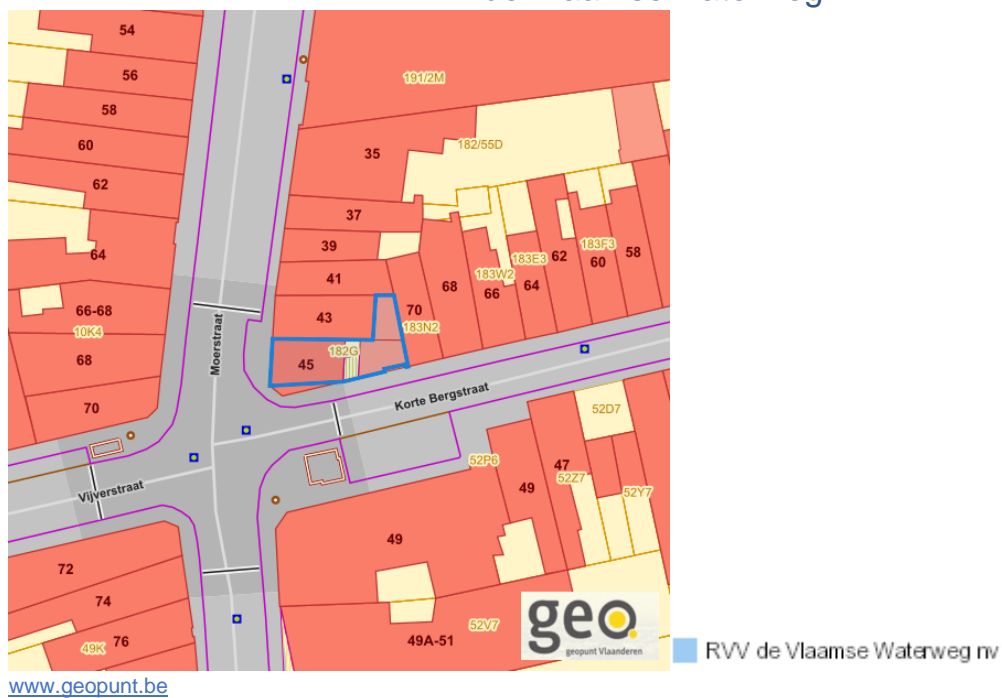 54
56
191/2M
58
60
182/55D
35
62
37
39
64
183F3
58
62
60
183E3
41
183W2
68
66
64
66-68
43
70
10K4
183N2
Moerstraat
182G
68
45
Korte Bergstraat
70
52D7
52P6
47
52Z7
49
52Y7
Vijverstraat
49
72
74
geo.
52V7
49K
76
49A-51
geopunt Vlaanderen
RVV de Vlaamse Waterweg nv
www.geopunt.be